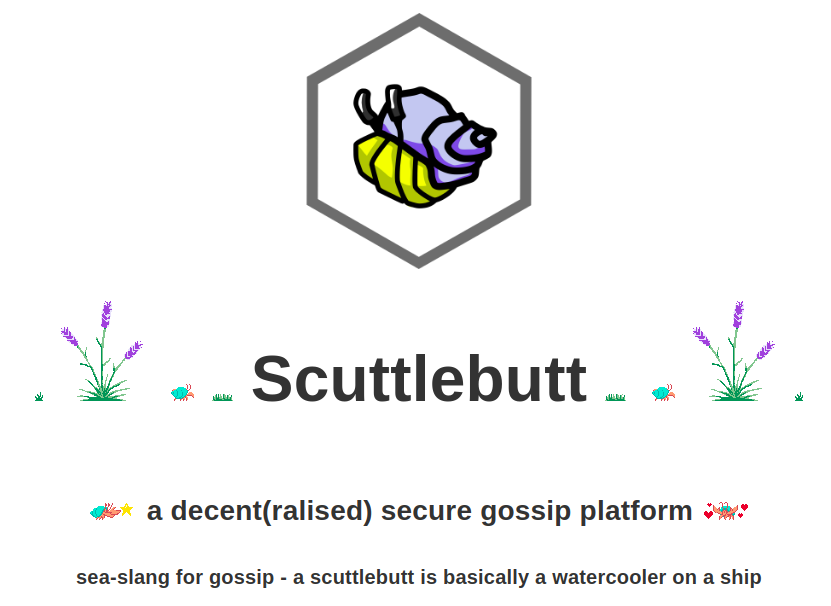 Scuttlebutt
a decent(ralised) secure gossip platform
sea-slang for gossip - a scuttlebutt is basically a watercooler on a ship